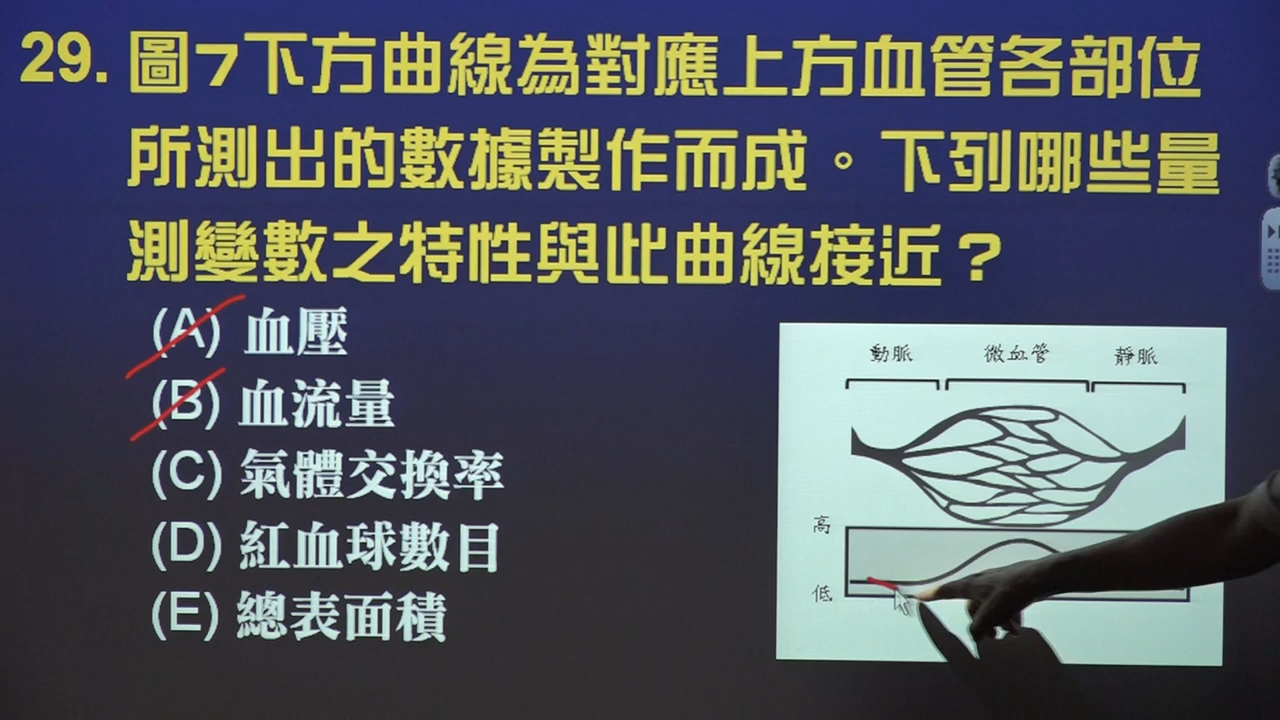 29. 圖7下方曲線為對應上方血管各部位
所測出的數據製作而成。下列哪些量
測變數之特性與此曲線接近？
(A) 血壓
(B) 血流量
(C) 氣體交換率
(D) 紅血球數目
(E) 總表面積
動脈 微血管 靜脈
高
低